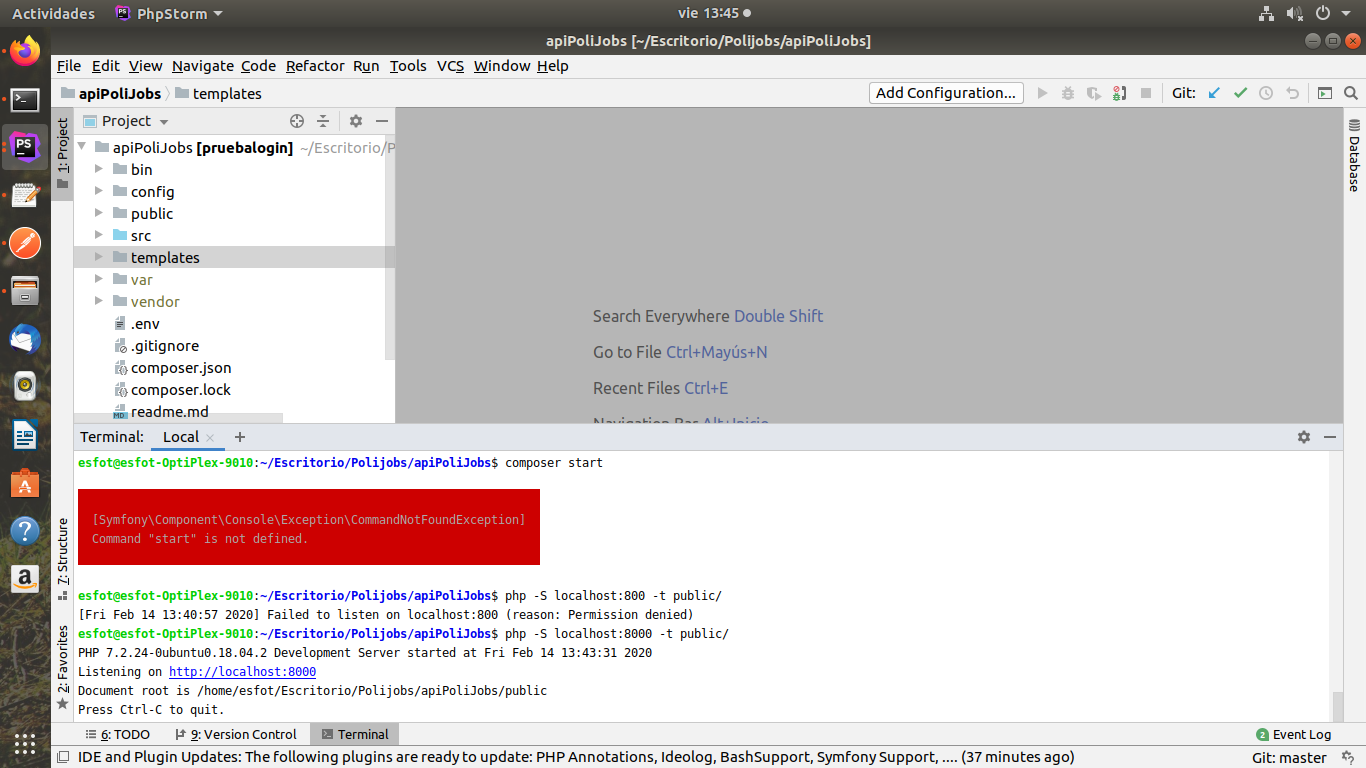 Actividades PhpStorm vie 13:45
apiPoliJobs [~/Escritorio/Polijobs/apiPoliJobs]
File Edit View Navigate Code Refactor Run Tools VCS Window Help
apiPoliJobs templates Add Configuration... Git:
1: Project
Project
apiPoliJobs [pruebalogin] ~/Escritorio/P
bin
config
public
src
templates
var
vendor
.env
.gitignore
composer.json
composer.lock
readme.md
Search Everywhere Double Shift
Go to File Ctrl+Mayús+N
Recent Files Ctrl+E
Navigation Bar Alt+Inicio
Database
Terminal: Local
esfot@esfot-OptiPlex-9010:~/Escritorio/Polijobs/apiPoliJobs$ composer start
[Symfony\Component\Console\Exception\CommandNotFoundException]
Command "start" is not defined.
esfot@esfot-OptiPlex-9010:~/Escritorio/Polijobs/apiPoliJobs$ php -S localhost:800 -t public/
[Fri Feb 14 13:40:57 2020] Failed to listen on localhost:800 (reason: Permission denied)
esfot@esfot-OptiPlex-9010:~/Escritorio/Polijobs/apiPoliJobs$ php -S localhost:8000 -t public/
PHP 7.2.24-0ubuntu0.18.04.2 Development Server started at Fri Feb 14 13:43:31 2020
Listening on http://localhost:8000
Document root is /home/esfot/Escritorio/Polijobs/apiPoliJobs/public
Press Ctrl-C to quit.
7: Structure
2: Favorites
6: TODO 9: Version Control Terminal 2 Event Log
IDE and Plugin Updates: The following plugins are ready to update: PHP Annotations, Ideolog, BashSupport, Symfony Support, .... (37 minutes ago) Git: master